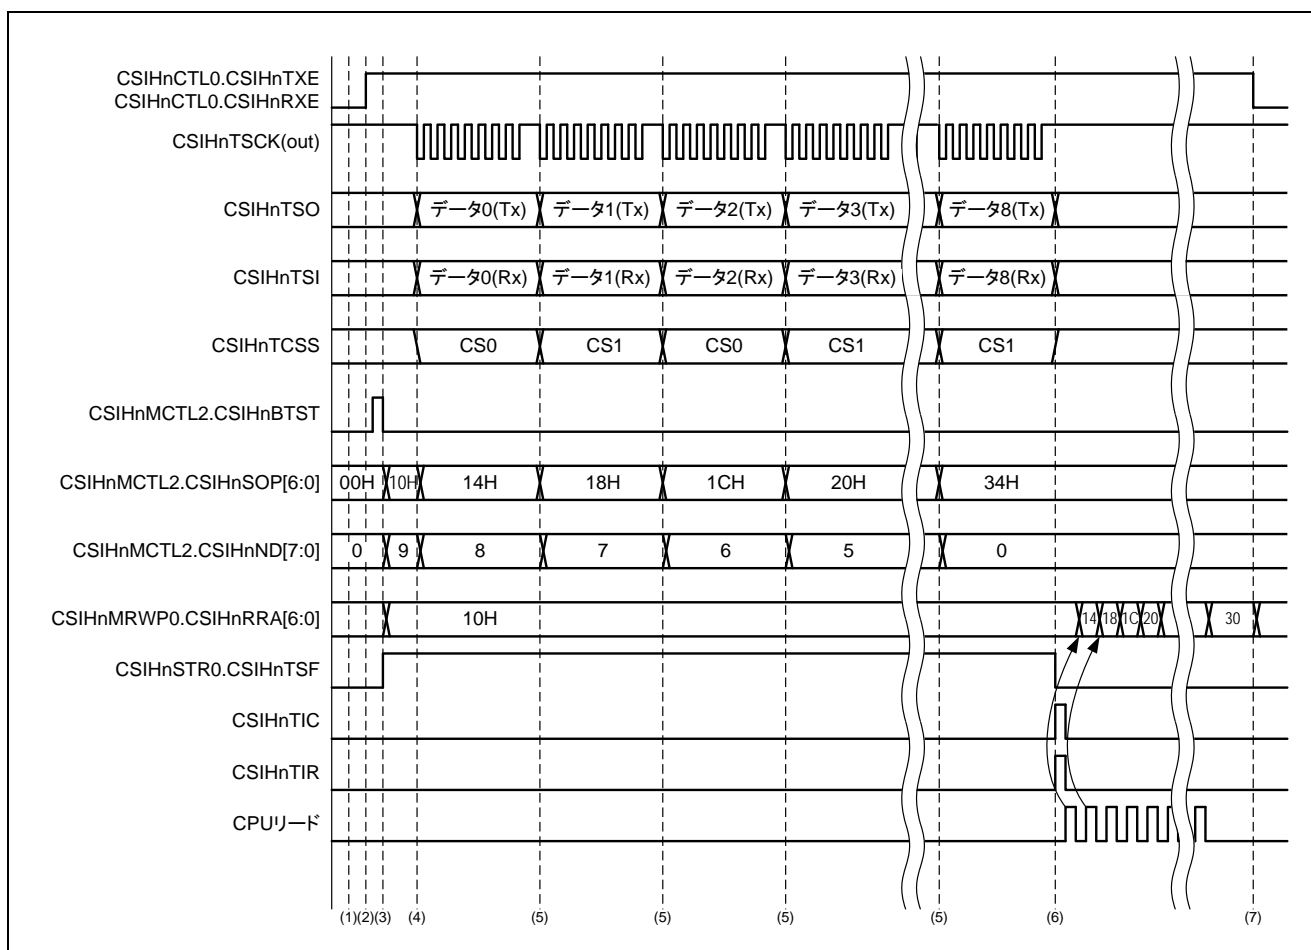 CSIHnCTL0.CSIHnTXE
CSIHnCTL0.CSIHnRXE
CSIHnTSCK(out)
CSIHnTSO
データ0(Tx) データ1(Tx) データ2(Tx) データ3(Tx) データ8(Tx)
CSIHnTSI
データ0(Rx) データ1(Rx) データ2(Rx) データ3(Rx) データ8(Rx)
CSIHnTCSS
CS0 CS1 CS0 CS1 CS1
CSIHnMCTL2.CSIHnBTST
CSIHnMCTL2.CSIHnSOP[6:0]
00H 10H 14H 18H 1CH 20H 34H
CSIHnMCTL2.CSIHnND[7:0]
0 9 8 7 6 5 0
CSIHnMRWP0.CSIHnRRA[6:0]
10H 14 18 1C 20 30
CSIHnSTR0.CSIHnTSF
CSIHnTIC
CSIHnTIR
CPUリード
(1) (2) (3) (4) (5) (5) (5) (5) (6) (7)